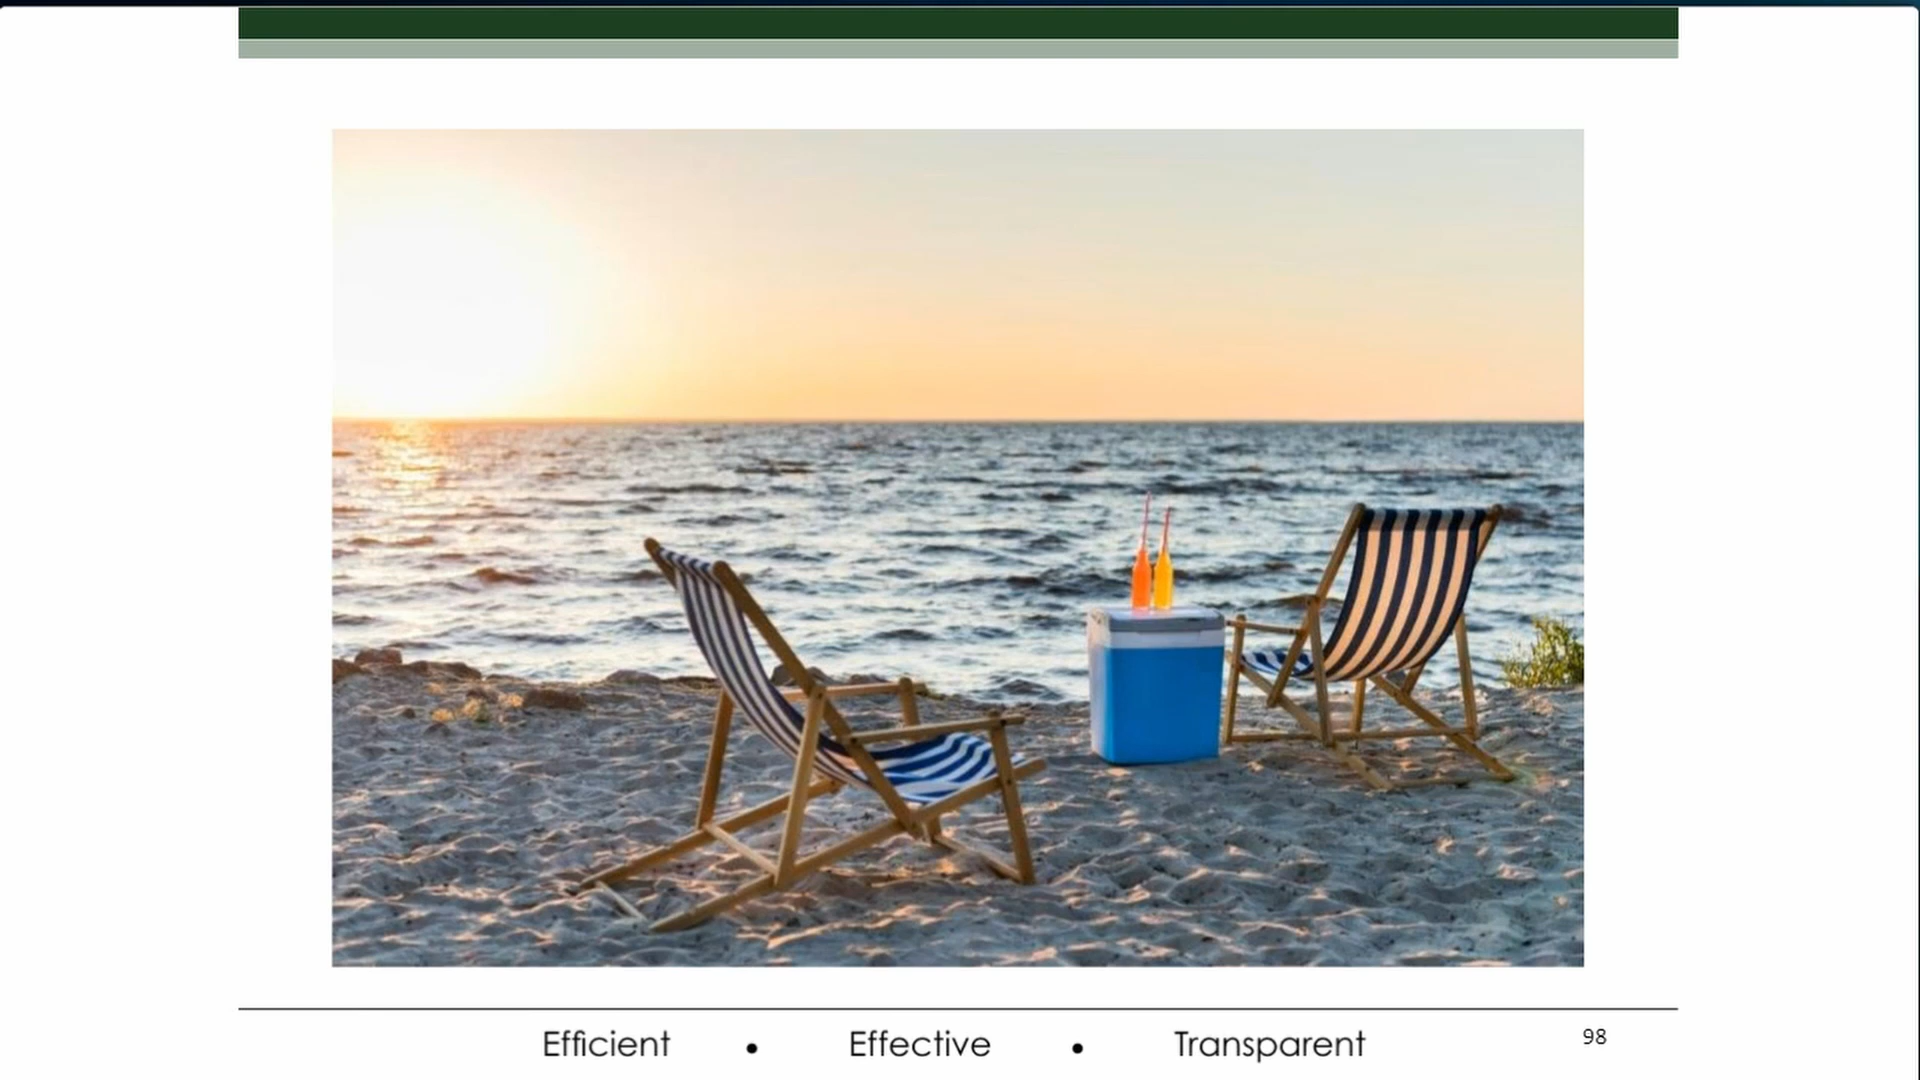 Efficient • Effective • Transparent 98